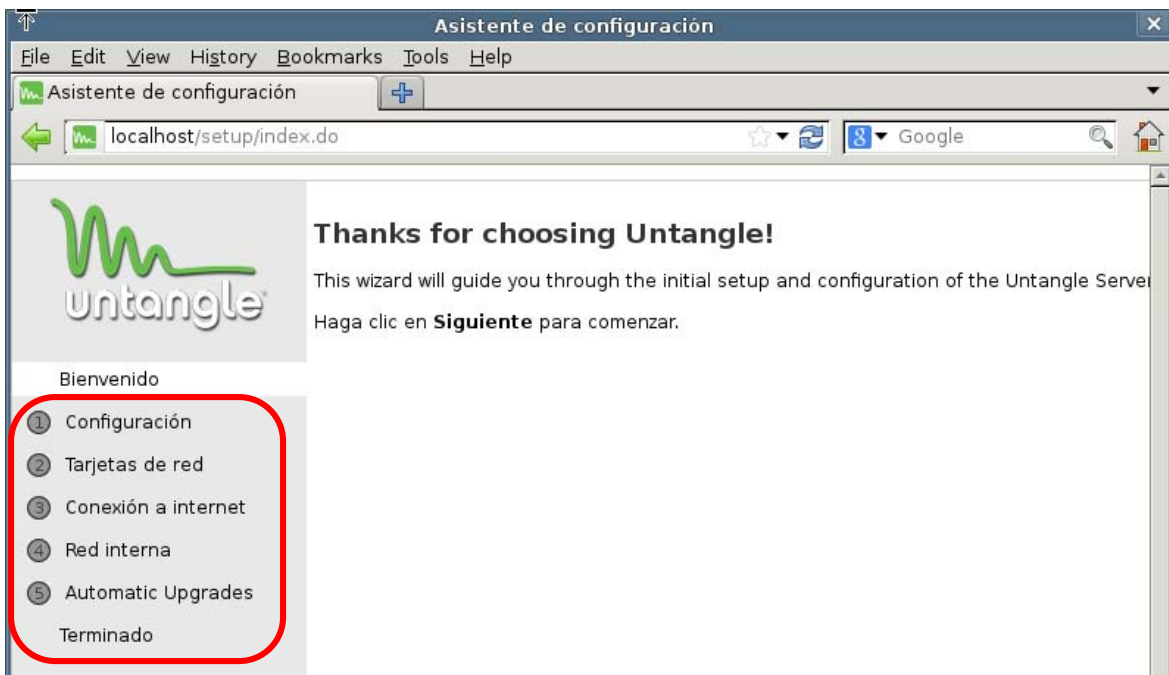 Asistente de configuración
File Edit View History Bookmarks Tools Help
Asistente de configuración
localhost/setup/index.do
8 Google
untangle
Thanks for choosing Untangle!
This wizard will guide you through the initial setup and configuration of the Untangle Server
Haga clic en Siguiente para comenzar.
Bienvenido
1 Configuración
2 Tarjetas de red
3 Conexión a internet
4 Red interna
5 Automatic Upgrades
Terminado